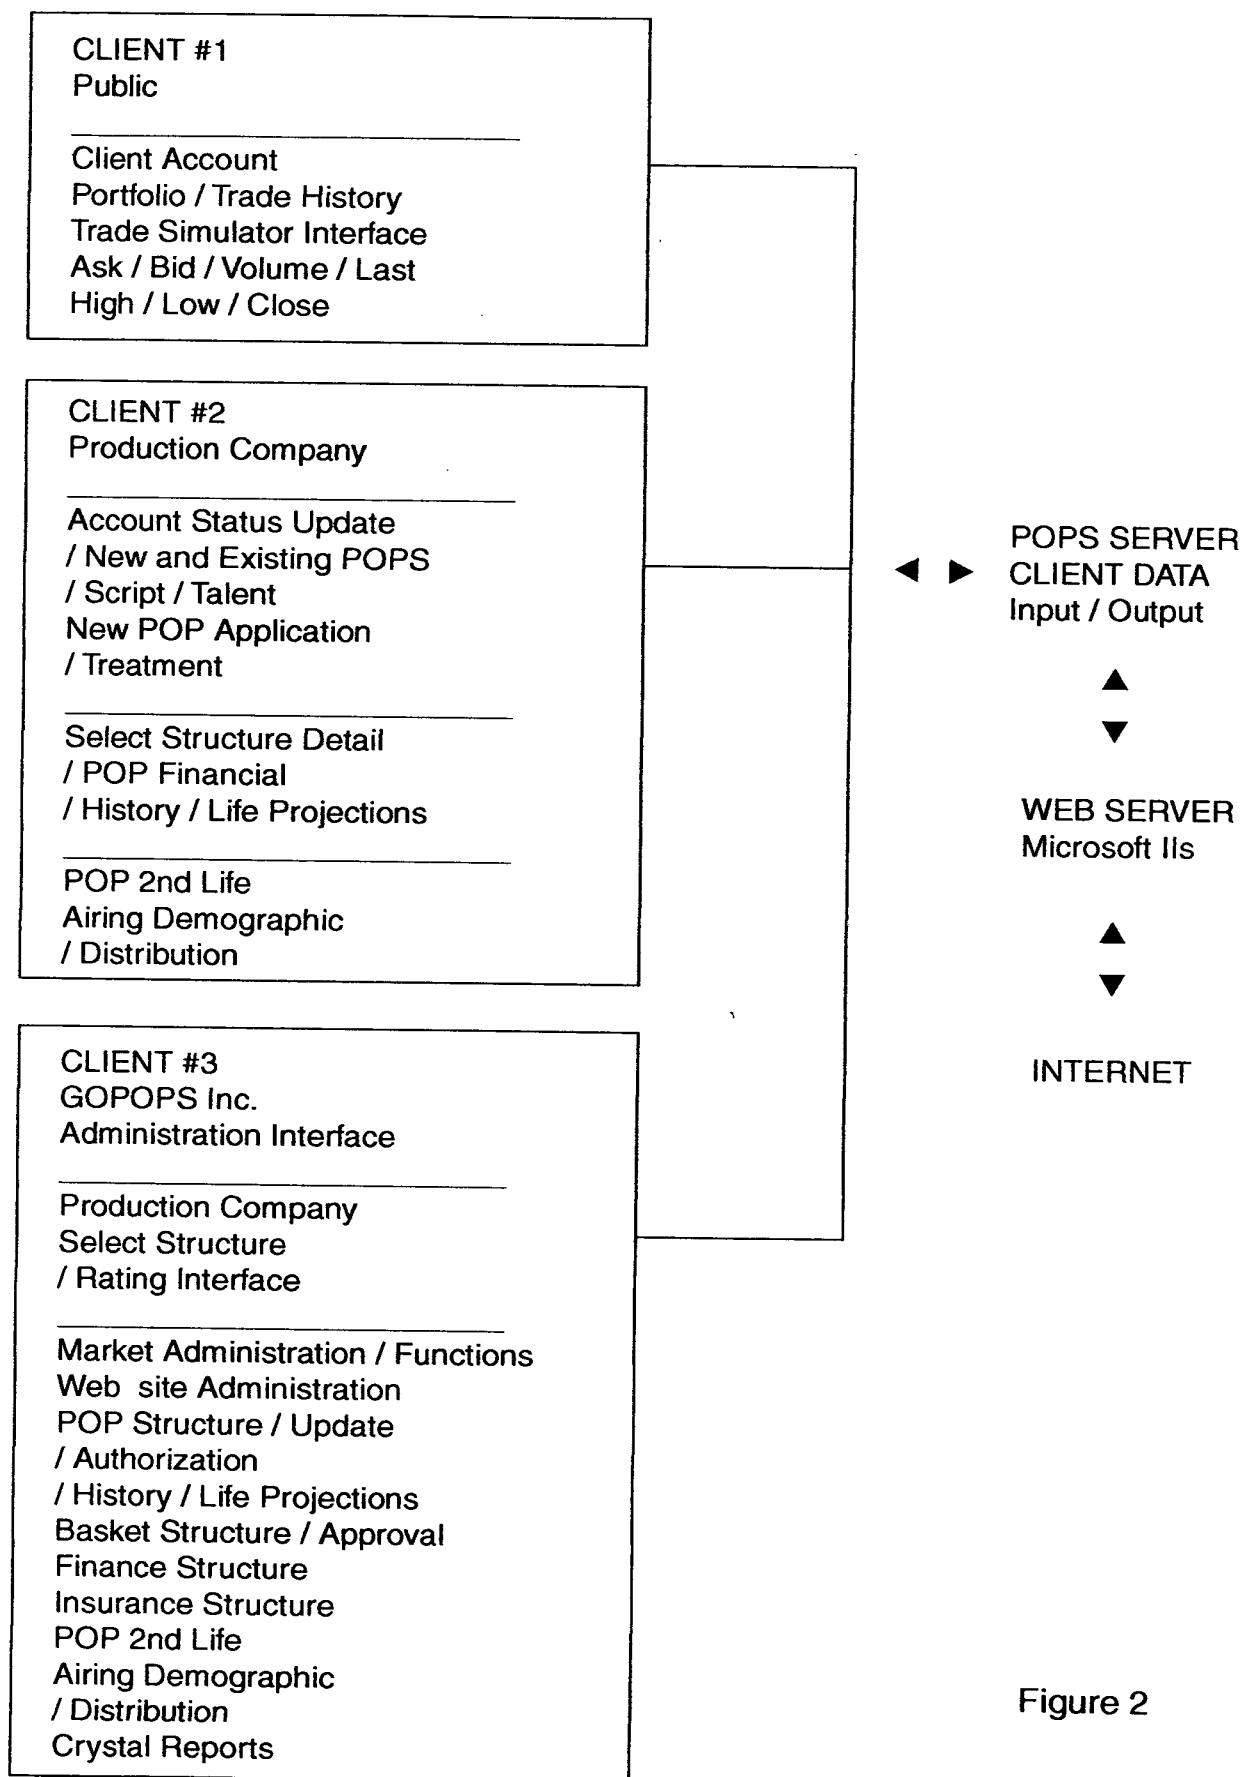 CLIENT #1
Public
Client Account
Portfolio / Trade History
Trade Simulator Interface
Ask / Bid / Volume / Last
High / Low / Close
CLIENT #2
Production Company
Account Status Update
/ New and Existing POPS
/ Script / Talent
New POP Application
/ Treatment
Select Structure Detail
/ POP Financial
/ History / Life Projections
POP 2nd Life
Airing Demographic
/ Distribution
CLIENT #3
GOPOPS Inc.
Administration Interface
Production Company
Select Structure
/ Rating Interface
Market Administration / Functions
Web site Administration
POP Structure / Update
/ Authorization
/ History / Life Projections
Basket Structure / Approval
Finance Structure
Insurance Structure
POP 2nd Life
Airing Demographic
/ Distribution
Crystal Reports
POPS SERVER
CLIENT DATA
Input / Output
WEB SERVER
Microsoft IIs
INTERNET
Figure 2